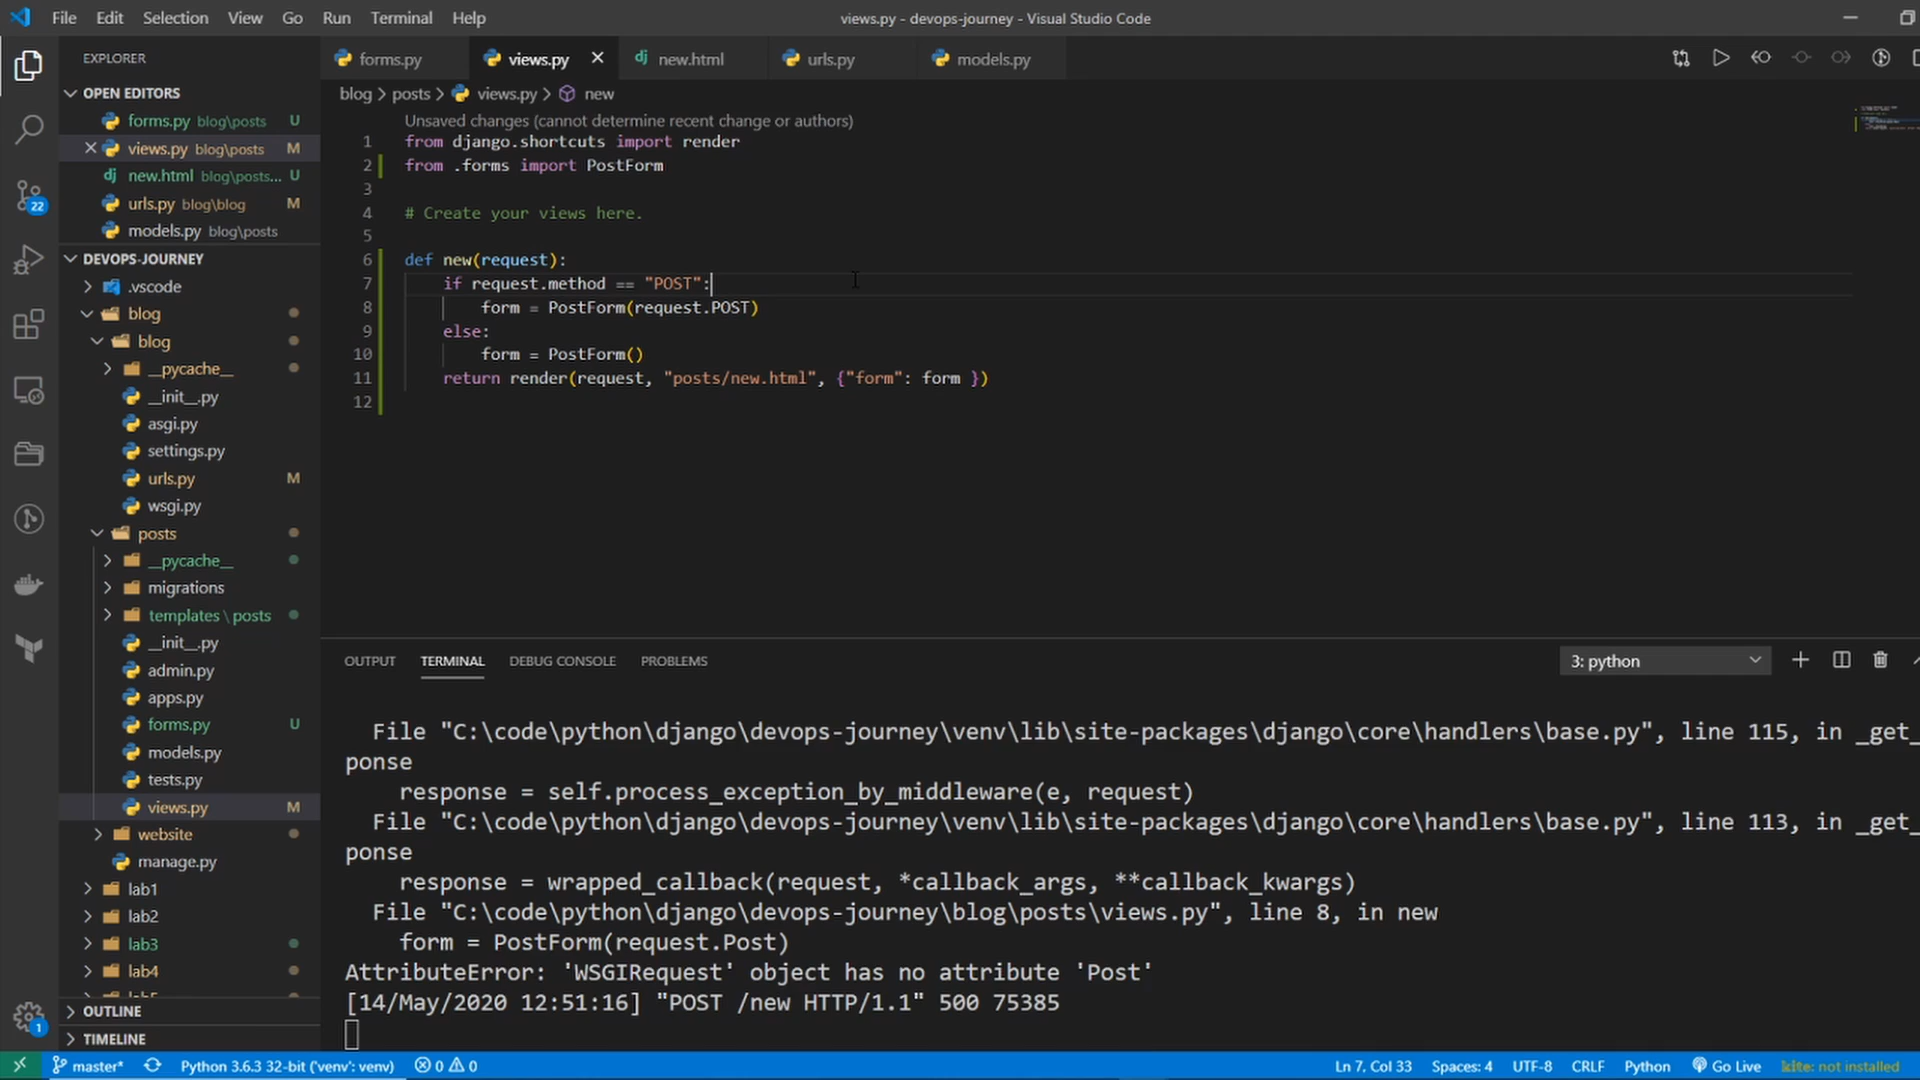 File Edit Selection View Go Run Terminal Help
views.py - devops-journey - Visual Studio Code
EXPLORER
OPEN EDITORS
forms.py blog\posts U
views.py blog\posts M
new.html blog\posts... U
urls.py blog\blog M
models.py blog\posts
DEVOPS-JOURNEY
.vscode
blog
blog
__pycache__
__init__.py
asgi.py
settings.py
urls.py M
wsgi.py
posts
__pycache__
migrations
templates \ posts
__init__.py
admin.py
apps.py
forms.py U
models.py
tests.py
views.py M
website
manage.py
lab1
lab2
lab3
lab4
OUTLINE
TIMELINE
22
1
forms.py views.py new.html urls.py models.py
blog > posts > views.py > new
Unsaved changes (cannot determine recent change or authors)
1 from django.shortcuts import render
2 from .forms import PostForm
3
4 # Create your views here.
5
6 def new(request):
7 if request.method == "POST":
8 form = PostForm(request.POST)
9 else:
10 form = PostForm()
11 return render(request, "posts/new.html", {"form": form })
12
OUTPUT TERMINAL DEBUG CONSOLE PROBLEMS
3: python
File "C:\code\python\django\devops-journey\venv\lib\site-packages\django\core\handlers\base.py", line 115, in _get_
ponse
response = self.process_exception_by_middleware(e, request)
File "C:\code\python\django\devops-journey\venv\lib\site-packages\django\core\handlers\base.py", line 113, in _get_
ponse
response = wrapped_callback(request, *callback_args, **callback_kwargs)
File "C:\code\python\django\devops-journey\blog\posts\views.py", line 8, in new
form = PostForm(request.Post)
AttributeError: 'WSGIRequest' object has no attribute 'Post'
[14/May/2020 12:51:16] "POST /new HTTP/1.1" 500 75385
master* Python 3.6.3 32-bit ('venv': venv) 0 0
Ln 7, Col 33 Spaces: 4 UTF-8 CRLF Python Go Live kite: not installed